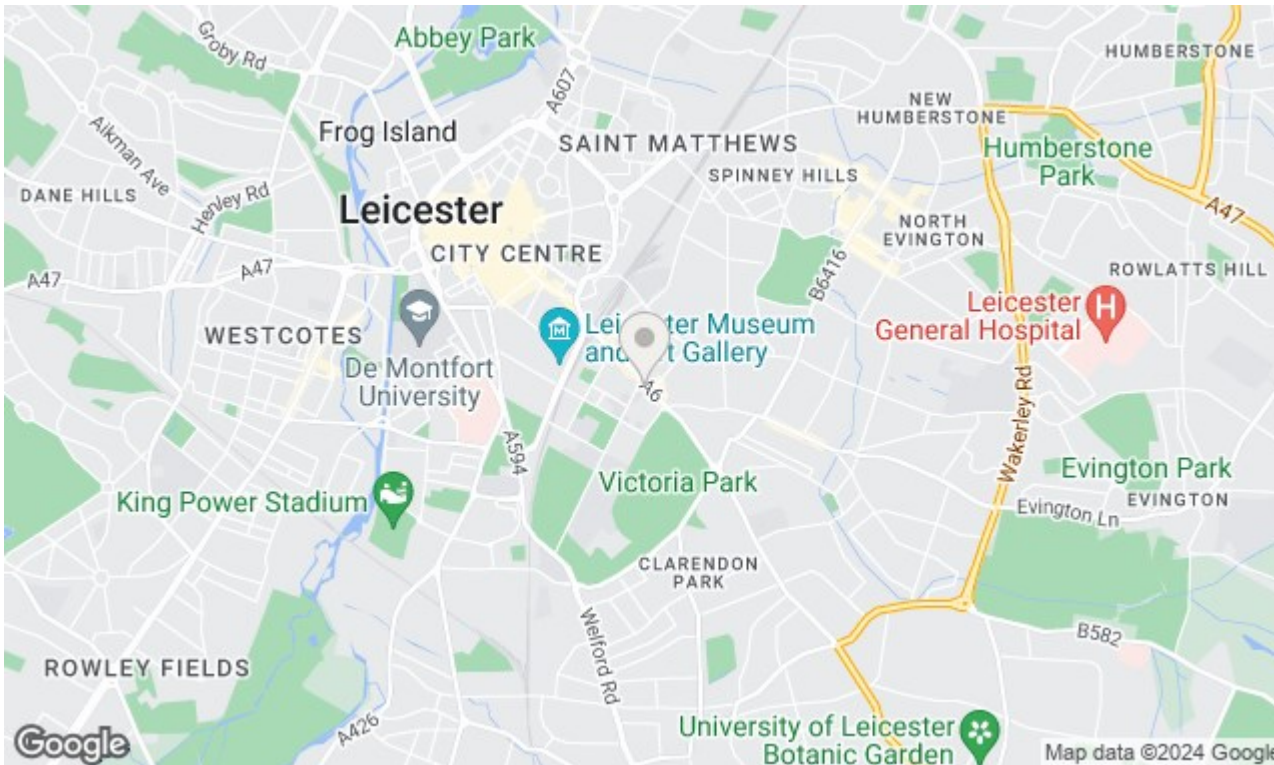 Groby Rd
Abbey Park
A607
HUMBERSTONE
NEW
HUMBERSTONE
Aikman Ave
Frog Island
SAINT MATTHEWS
Humberstone
Park
SPINNEY HILLS
DANE HILLS
Henley Rd
Leicester
A47
NORTH
EVINGTON
CITY CENTRE
A47
A47
B6416
ROWLATTS HILL
Leicester
General Hospital
H
WESTCOTES
M
Leicester Museum
and Art Gallery
De Montfort
University
A6
Wakerley Rd
A594
Victoria Park
Evington Park
EVINGTON
King Power Stadium
Evington Ln
CLARENDON
PARK
Welford Rd
B582
ROWLEY FIELDS
A426
University of Leicester
Botanic Garden
Google
Map data ©2024 Google